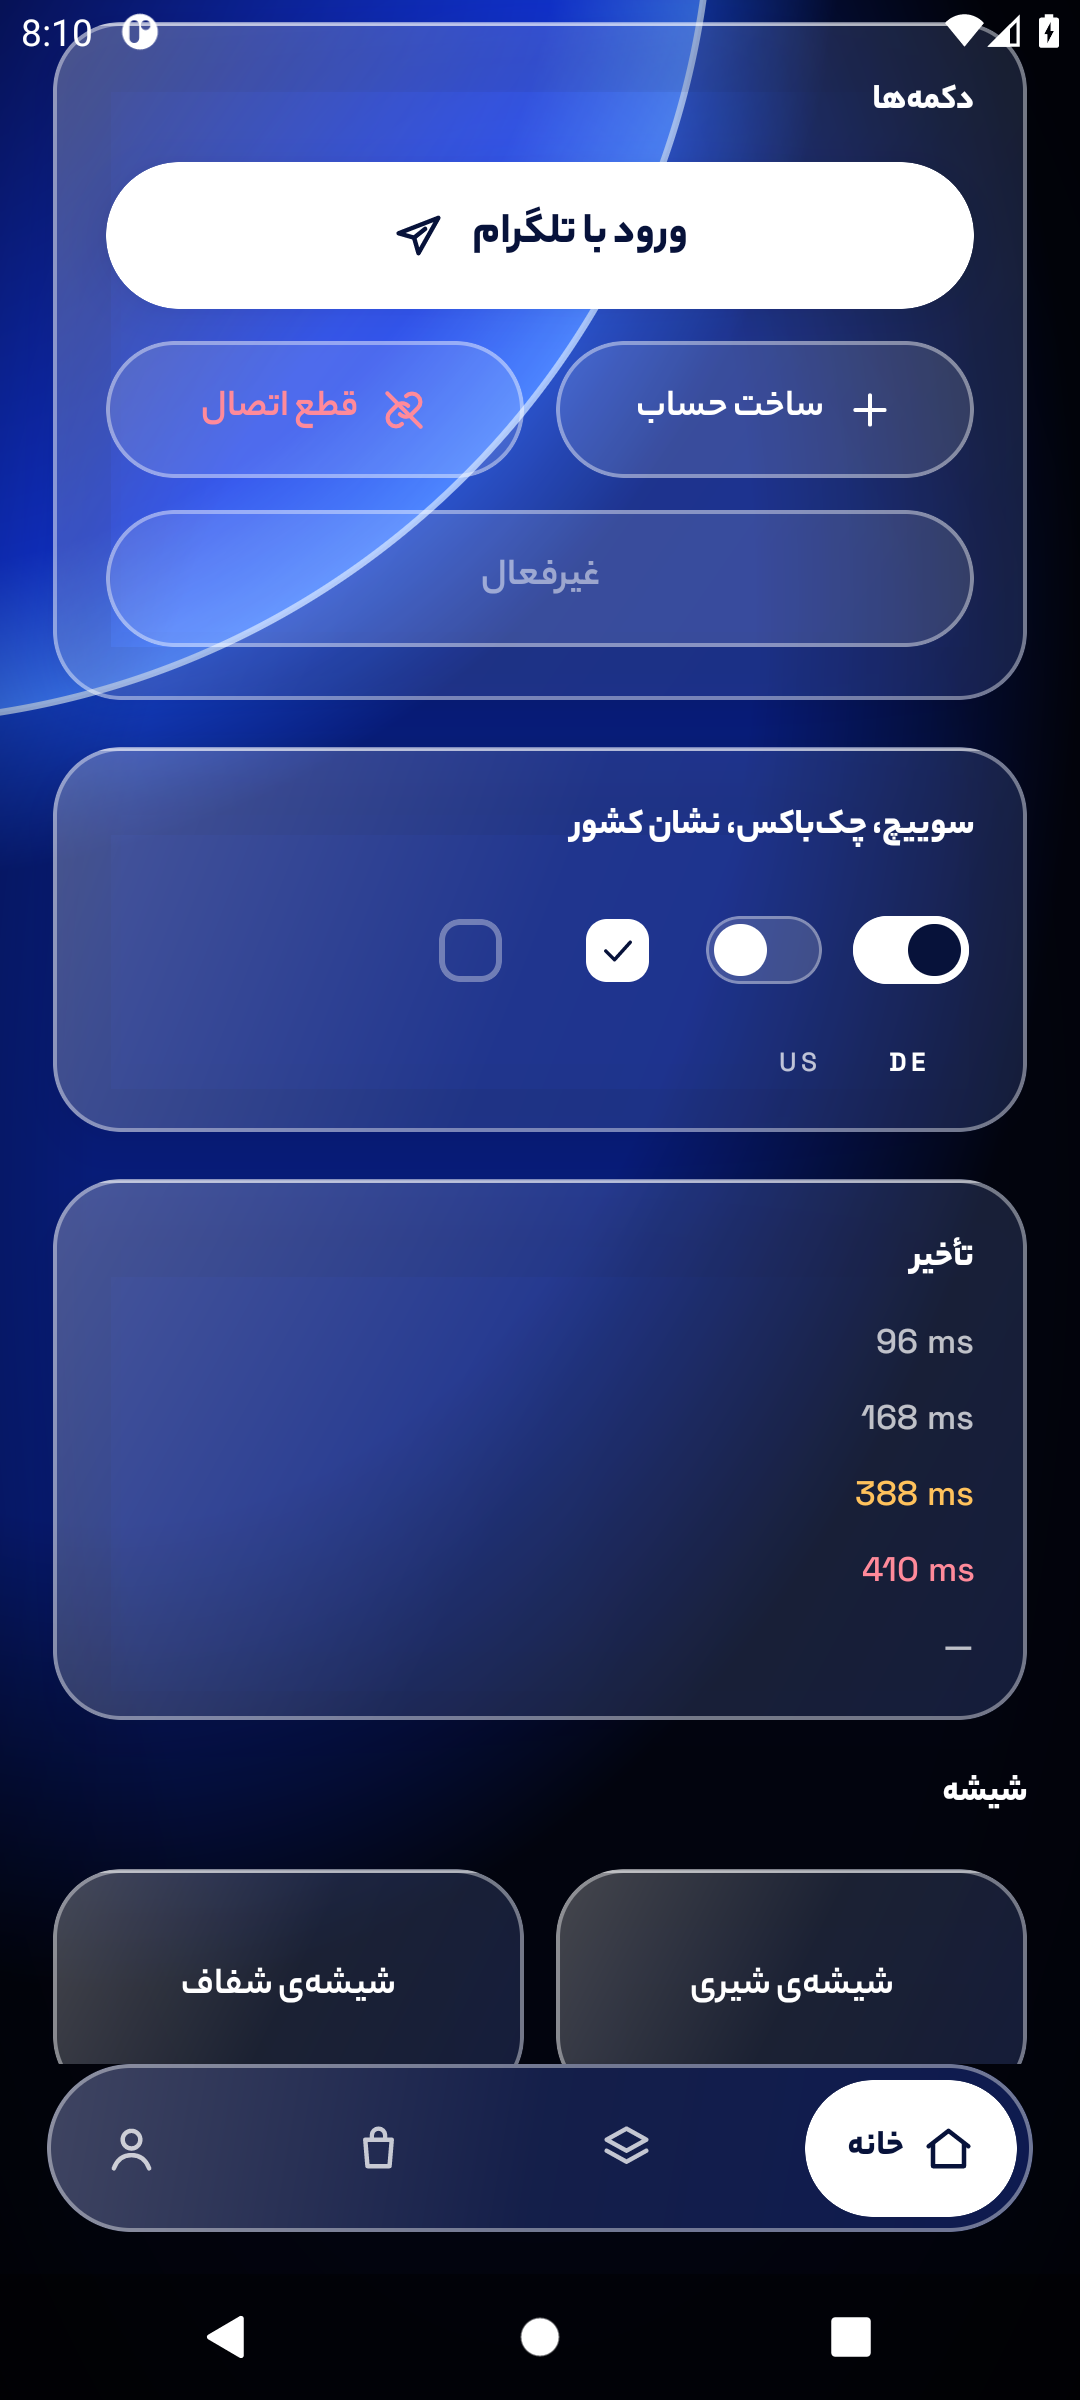 8:10
دکمه‌ها
ورود با تلگرام
ساخت حساب
قطع اتصال
غیرفعال
سوییچ، چک‌باکس، نشان کشور
DE
US
تأخیر
96 ms
168 ms
388 ms
410 ms
—
شیشه
شیشه‌ی شیری
شیشه‌ی شفاف
خانه